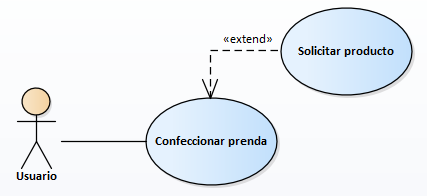 «extend»
Solicitar producto
Confeccionar prenda
Usuario